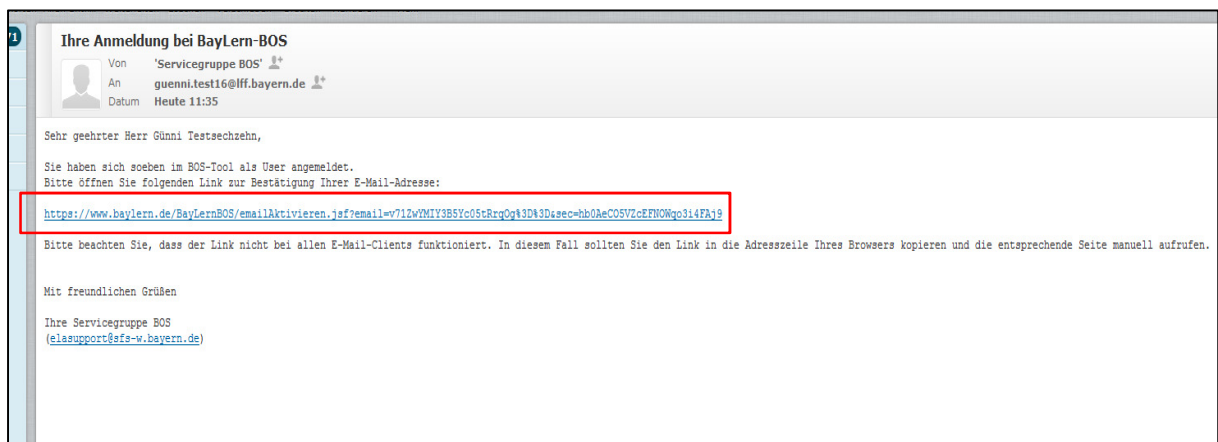 Ihre Anmeldung bei BayLern-BOS
Von 'Servicegruppe BOS'
An guenni.test16@lff.bayern.de
Datum Heute 11:35
Sehr geehrter Herr Günni Testsechzehn,
Sie haben sich soeben im BOS-Tool als User angemeldet.
Bitte öffnen Sie folgenden Link zur Bestätigung Ihrer E-Mail-Adresse:
https://www.baylern.de/BayLernBOS/emailAktivieren.jsf?email=v71ZwYMIY3B5Yc05tRrgOg%3D%3D&sec=hb0AeCO5VZcEFNOWqo3i4FAj9
Bitte beachten Sie, dass der Link nicht bei allen E-Mail-Clients funktioniert. In diesem Fall sollten Sie den Link in die Adresszeile Ihres Browsers kopieren und die entsprechende Seite manuell aufrufen.
Mit freundlichen Grüßen
Ihre Servicegruppe BOS
(elasupport@sfs-w.bayern.de)